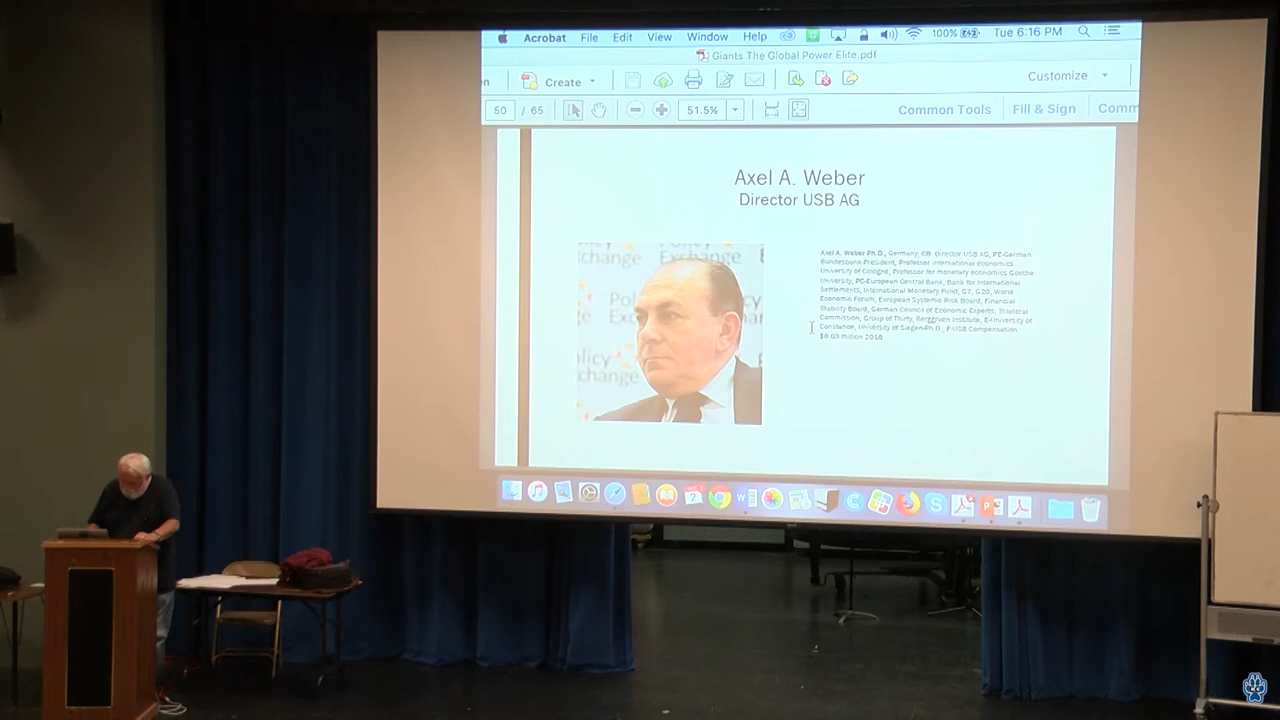 Acrobat File Edit View Window Help 100% Tue 6:16 PM
Giants The Global Power Elite.pdf
Create Customize
50 / 65 51.5% Common Tools Fill & Sign Comm
Axel A. Weber
Director USB AG
Policy Exchange
Axel A. Weber Ph.D., Germany, CB- Director USB AG, PE-German
Bundesbank-President, Professor international economics
University of Cologne, Professor for monetary economics Goethe
University, PC-European Central Bank, Bank for International
Settlements, International Monetary Fund, G7, G20, World
Economic Forum, European Systemic Risk Board, Financial
Stability Board, German Council of Economic Experts, Trilateral
Commission, Group of Thirty, Berggruen Institute, E-University of
Constance, University of Siegen-Ph.D., F-USB Compensation
million